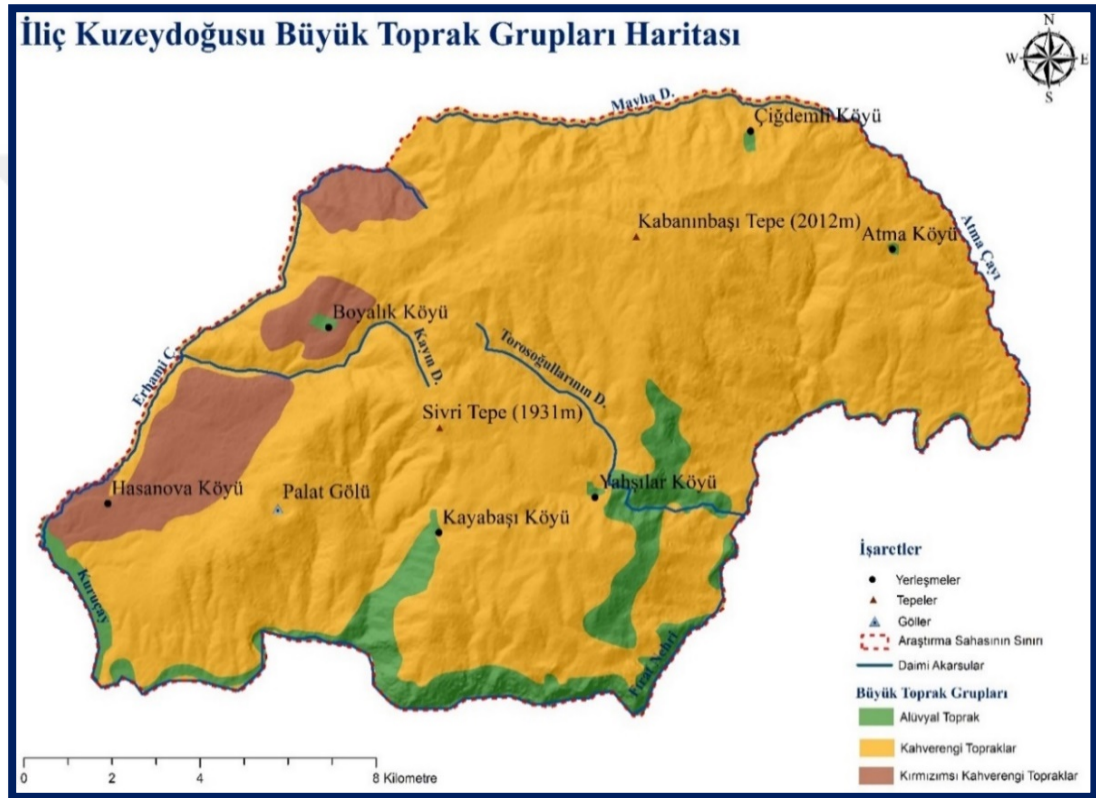 İliç Kuzeydoğusu Büyük Toprak Grupları Haritası
N
W
E
S
Mayha D.
Çiğdemli Köyü
Kabanınbaşı Tepe (2012m)
Atma Köyü
Atma Çayı
Boyalık Köyü
Kayın D.
Torosoğullarının D.
Erhami Ç.
Sivri Tepe (1931m)
Hasanova Köyü
Palat Gölü
Yahşılar Köyü
Kayabaşı Köyü
Kuruçay
Fırat Nehri
İşaretler
Yerleşmeler
Tepeler
Göller
Araştırma Sahasının Sınırı
Daimi Akarsular
Büyük Toprak Grupları
Alüvyal Toprak
Kahverengi Topraklar
Kırmızımsı Kahverengi Topraklar
0 2 4 8 Kilometre